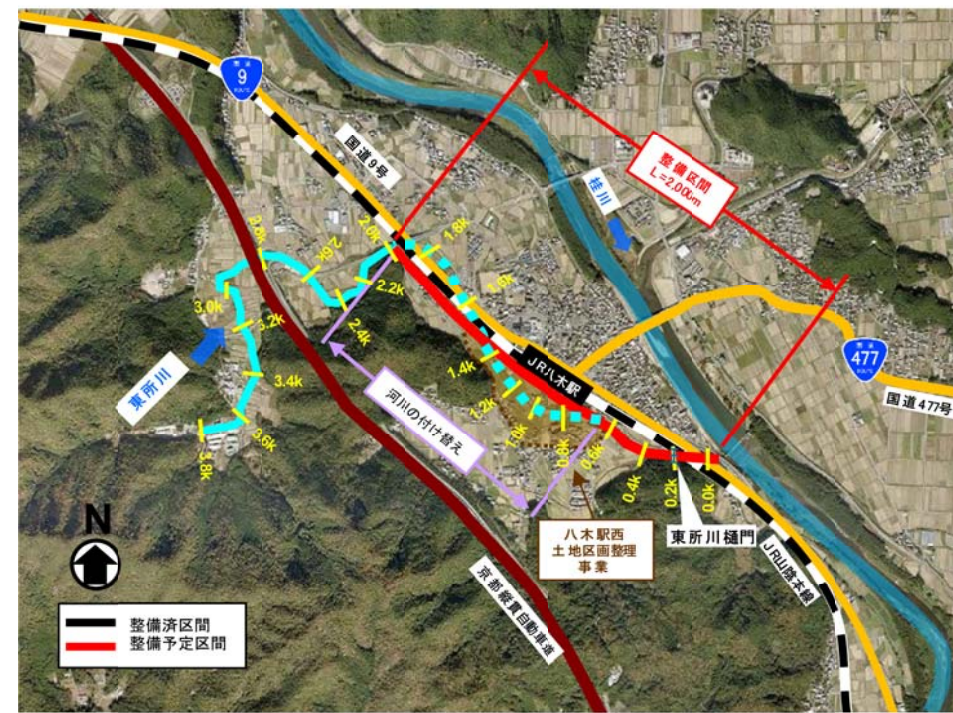 国道
9
ROUTE
国道9号
整備区間
L=2,000m
桂川
2.8k
2.6k
2.0k
1.8k
3.0k
2.2k
1.6k
3.2k
2.4k
国道
477
ROUTE
東所川
JR八木駅
1.4k
3.4k
国道477号
河川の付け替え
1.2k
3.6k
1.0k
0.8k
0.6k
3.8k
0.4k
0.2k
0.0k
N
八木駅西
土地区画整理
事業
東所川樋門
JR山陰本線
京都縦貫自動車道
整備済区間
整備予定区間